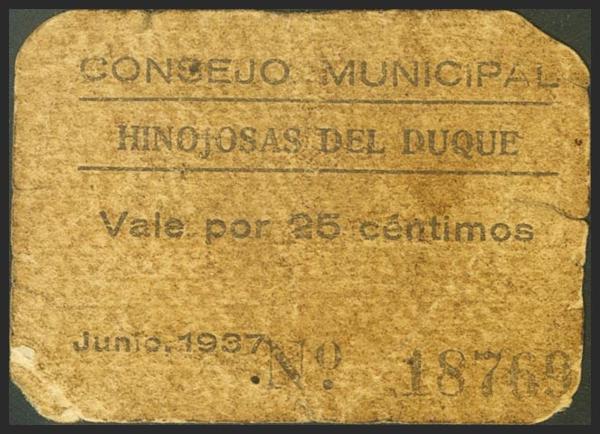 CONSEJO MUNICIPAL
HINOJOSAS DEL DUQUE
Vale por 25 céntimos
Junio, 1937
Nº. 18769